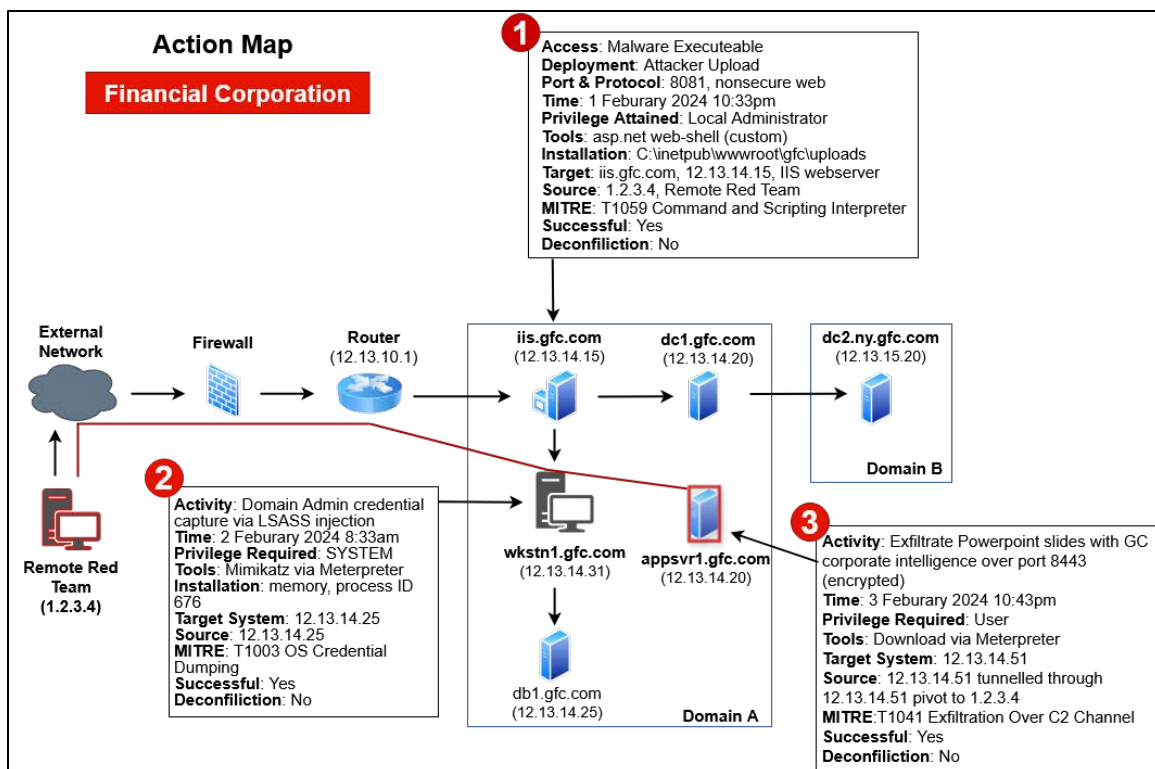 Action Map
Financial Corporation
1
Access: Malware Executeable
Deployment: Attacker Upload
Port & Protocol: 8081, nonsecure web
Time: 1 Feburary 2024 10:33pm
Privilege Attained: Local Administrator
Tools: asp.net web-shell (custom)
Installation: C:\inetpub\wwwroot\gfc\uploads
Target: iis.gfc.com, 12.13.14.15, IIS webserver
Source: 1.2.3.4, Remote Red Team
MITRE: T1059 Command and Scripting Interpreter
Successful: Yes
Deconfiliction: No
External
Network
Firewall
Router
(12.13.10.1)
iis.gfc.com
(12.13.14.15)
dc1.gfc.com
(12.13.14.20)
dc2.ny.gfc.com
(12.13.15.20)
Domain B
Remote Red
Team
(1.2.3.4)
2
Activity: Domain Admin credential
capture via LSASS injection
Time: 2 Feburary 2024 8:33am
Privilege Required: SYSTEM
Tools: Mimikatz via Meterpreter
Installation: memory, process ID
676
Target System: 12.13.14.25
Source: 12.13.14.25
MITRE: T1003 OS Credential
Dumping
Successful: Yes
Deconfiliction: No
wkstn1.gfc.com
(12.13.14.31)
appsvr1.gfc.com
(12.13.14.20)
db1.gfc.com
(12.13.14.25)
Domain A
3
Activity: Exfiltrate Powerpoint slides with GC
corporate intelligence over port 8443
(encrypted)
Time: 3 Feburary 2024 10:43pm
Privilege Required: User
Tools: Download via Meterpreter
Target System: 12.13.14.51
Source: 12.13.14.51 tunnelled through
12.13.14.51 pivot to 1.2.3.4
MITRE:T1041 Exfiltration Over C2 Channel
Successful: Yes
Deconfiliction: No